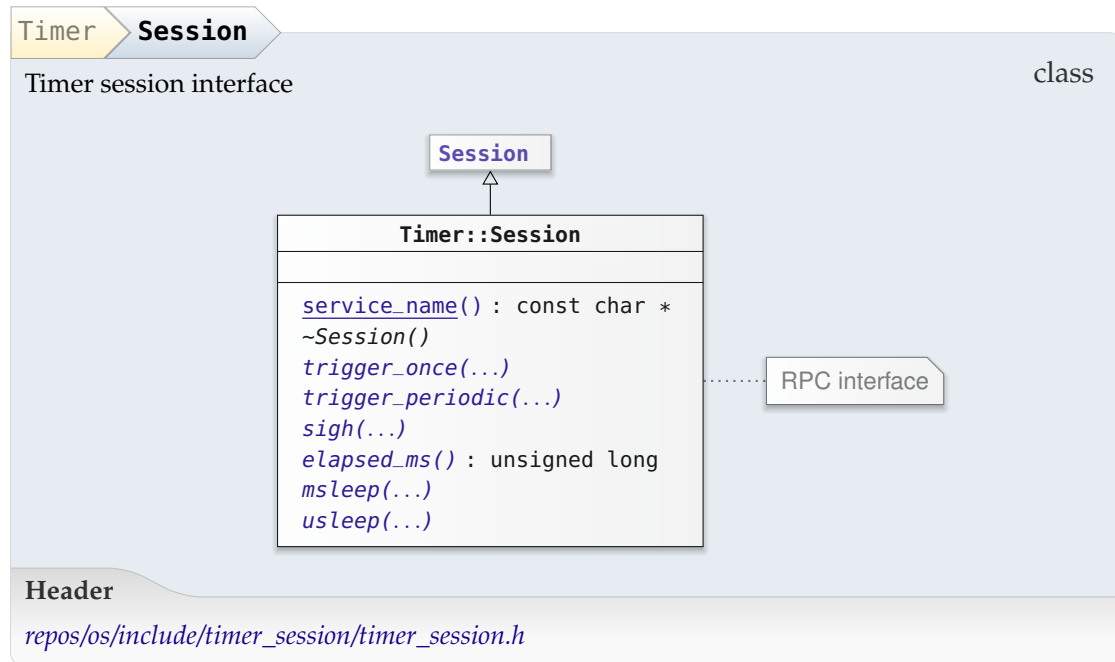 Timer Session
Timer session interface
class
Session
Timer::Session
service_name() : const char *
~Session()
trigger_once(...)
trigger_periodic(...)
sigh(...)
elapsed_ms() : unsigned long
msleep(...)
usleep(...)
RPC interface
Header
repos/os/include/timer_session/timer_session.h